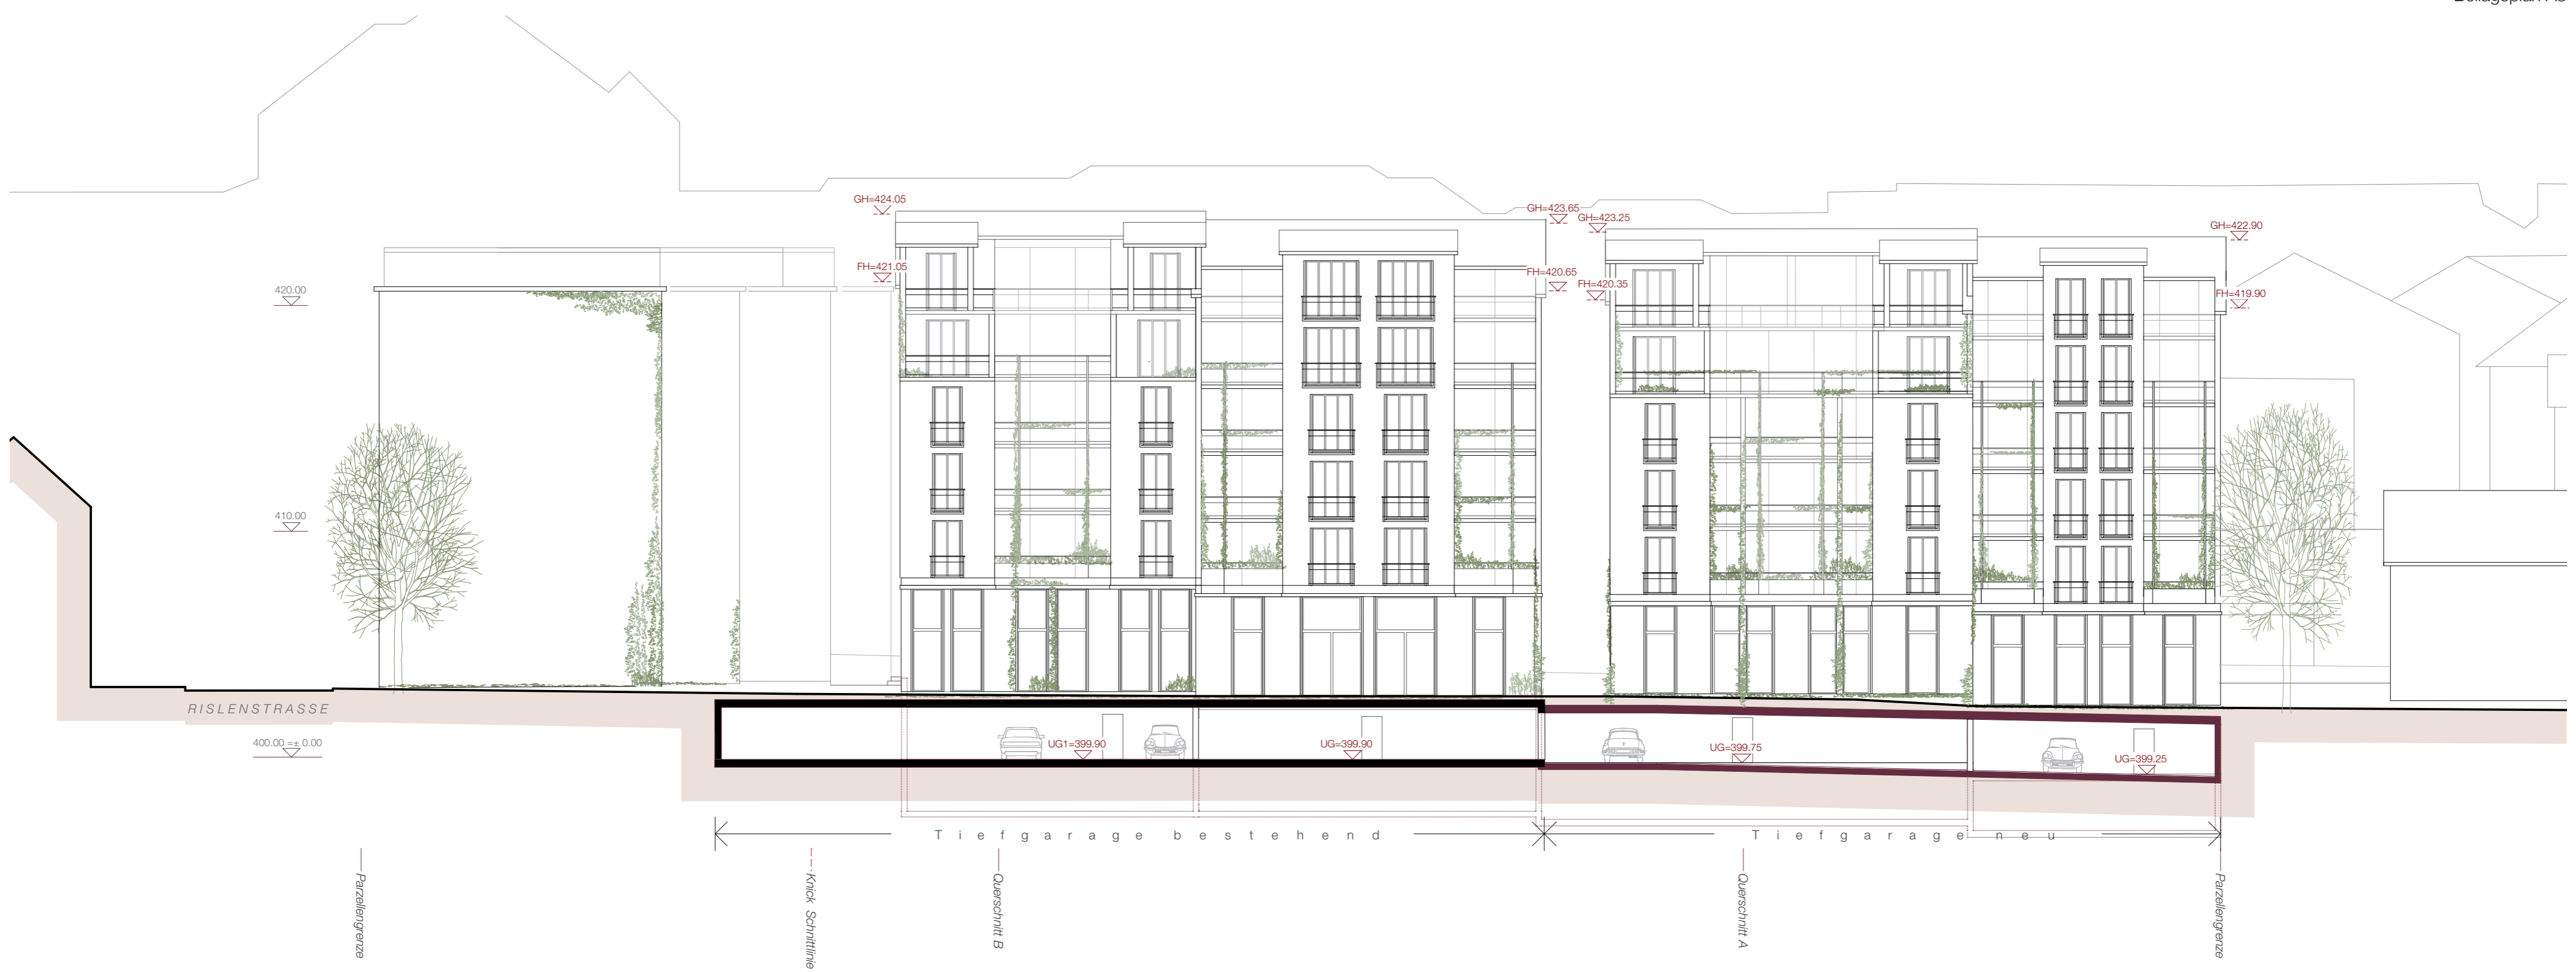 GH=424.05
GH=423.65
GH=423.25
GH=422.90
FH=421.05
FH=420.65
FH=420.35
FH=419.90
420.00
410.00
RISLENSTRASSE
400.00 =± 0.00
UG1=399.90
UG=399.90
UG=399.75
UG=399.25
Tiefgarage bestehend
Tiefgarage neu
Parzellengrenze
Knick Schnittlinie
Querschnitt B
Querschnitt A
Parzellengrenze